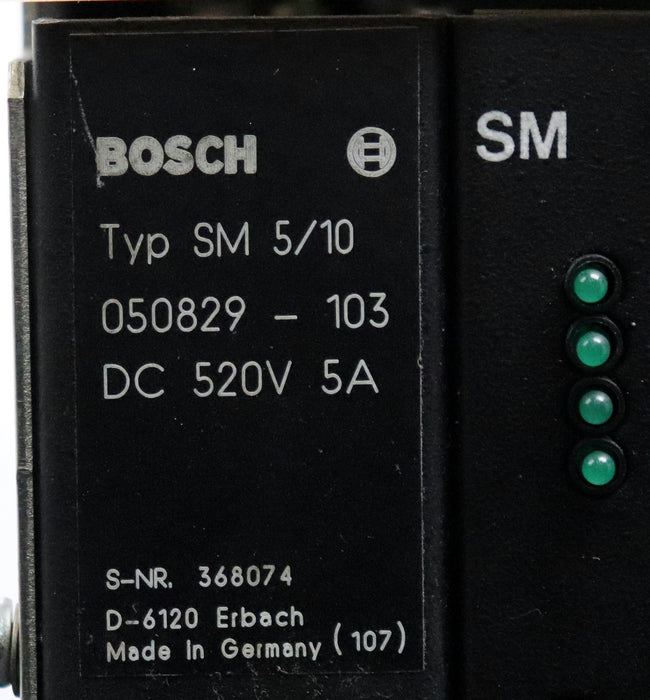 BOSCH
Typ SM 5/10
050829 - 103
DC 520V 5A
S-NR. 368074
D-6120 Erbach
Made In Germany (107)
SM